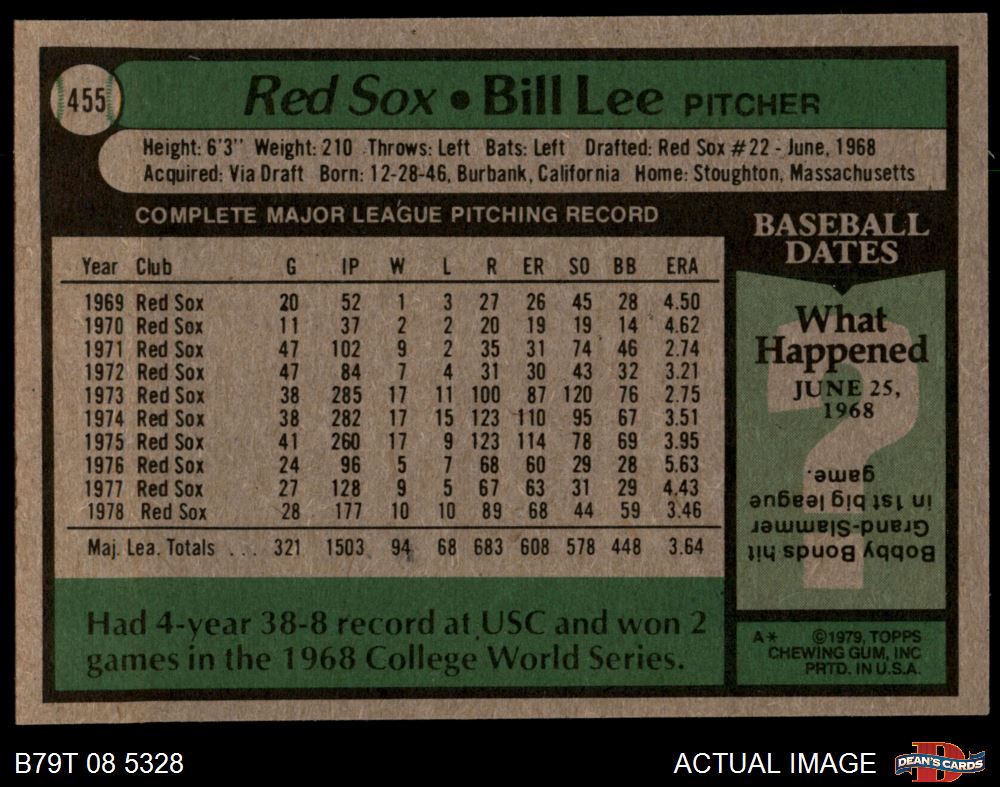 455
Red Sox • Bill Lee PITCHER
Height: 6'3" Weight: 210 Throws: Left Bats: Left Drafted: Red Sox #22 - June, 1968
Acquired: Via Draft Born: 12-28-46, Burbank, California Home: Stoughton, Massachusetts
COMPLETE MAJOR LEAGUE PITCHING RECORD
Year Club G IP W L R ER SO BB ERA
1969 Red Sox 20 52 1 3 27 26 45 28 4.50
1970 Red Sox 11 37 2 2 20 19 19 14 4.62
1971 Red Sox 47 102 9 2 35 31 74 46 2.74
1972 Red Sox 47 84 7 4 31 30 43 32 3.21
1973 Red Sox 38 285 17 11 100 87 120 76 2.75
1974 Red Sox 38 282 17 15 123 110 95 67 3.51
1975 Red Sox 41 260 17 9 123 114 78 69 3.95
1976 Red Sox 24 96 5 7 68 60 29 28 5.63
1977 Red Sox 27 128 9 5 67 63 31 29 4.43
1978 Red Sox 28 177 10 10 89 68 44 59 3.46
Maj. Lea. Totals ... 321 1503 94 68 683 608 578 448 3.64
Had 4-year 38-8 record at USC and won 2
games in the 1968 College World Series.
BASEBALL
DATES
What
Happened
JUNE 25,
1968
?
Bobby Bonds hit
Grand-Slammer
in 1st big league
game.
A* ©1979, TOPPS
CHEWING GUM, INC
PRTD. IN U.S.A.
B79T 08 5328
ACTUAL IMAGE
D
DEAN'S CARDS